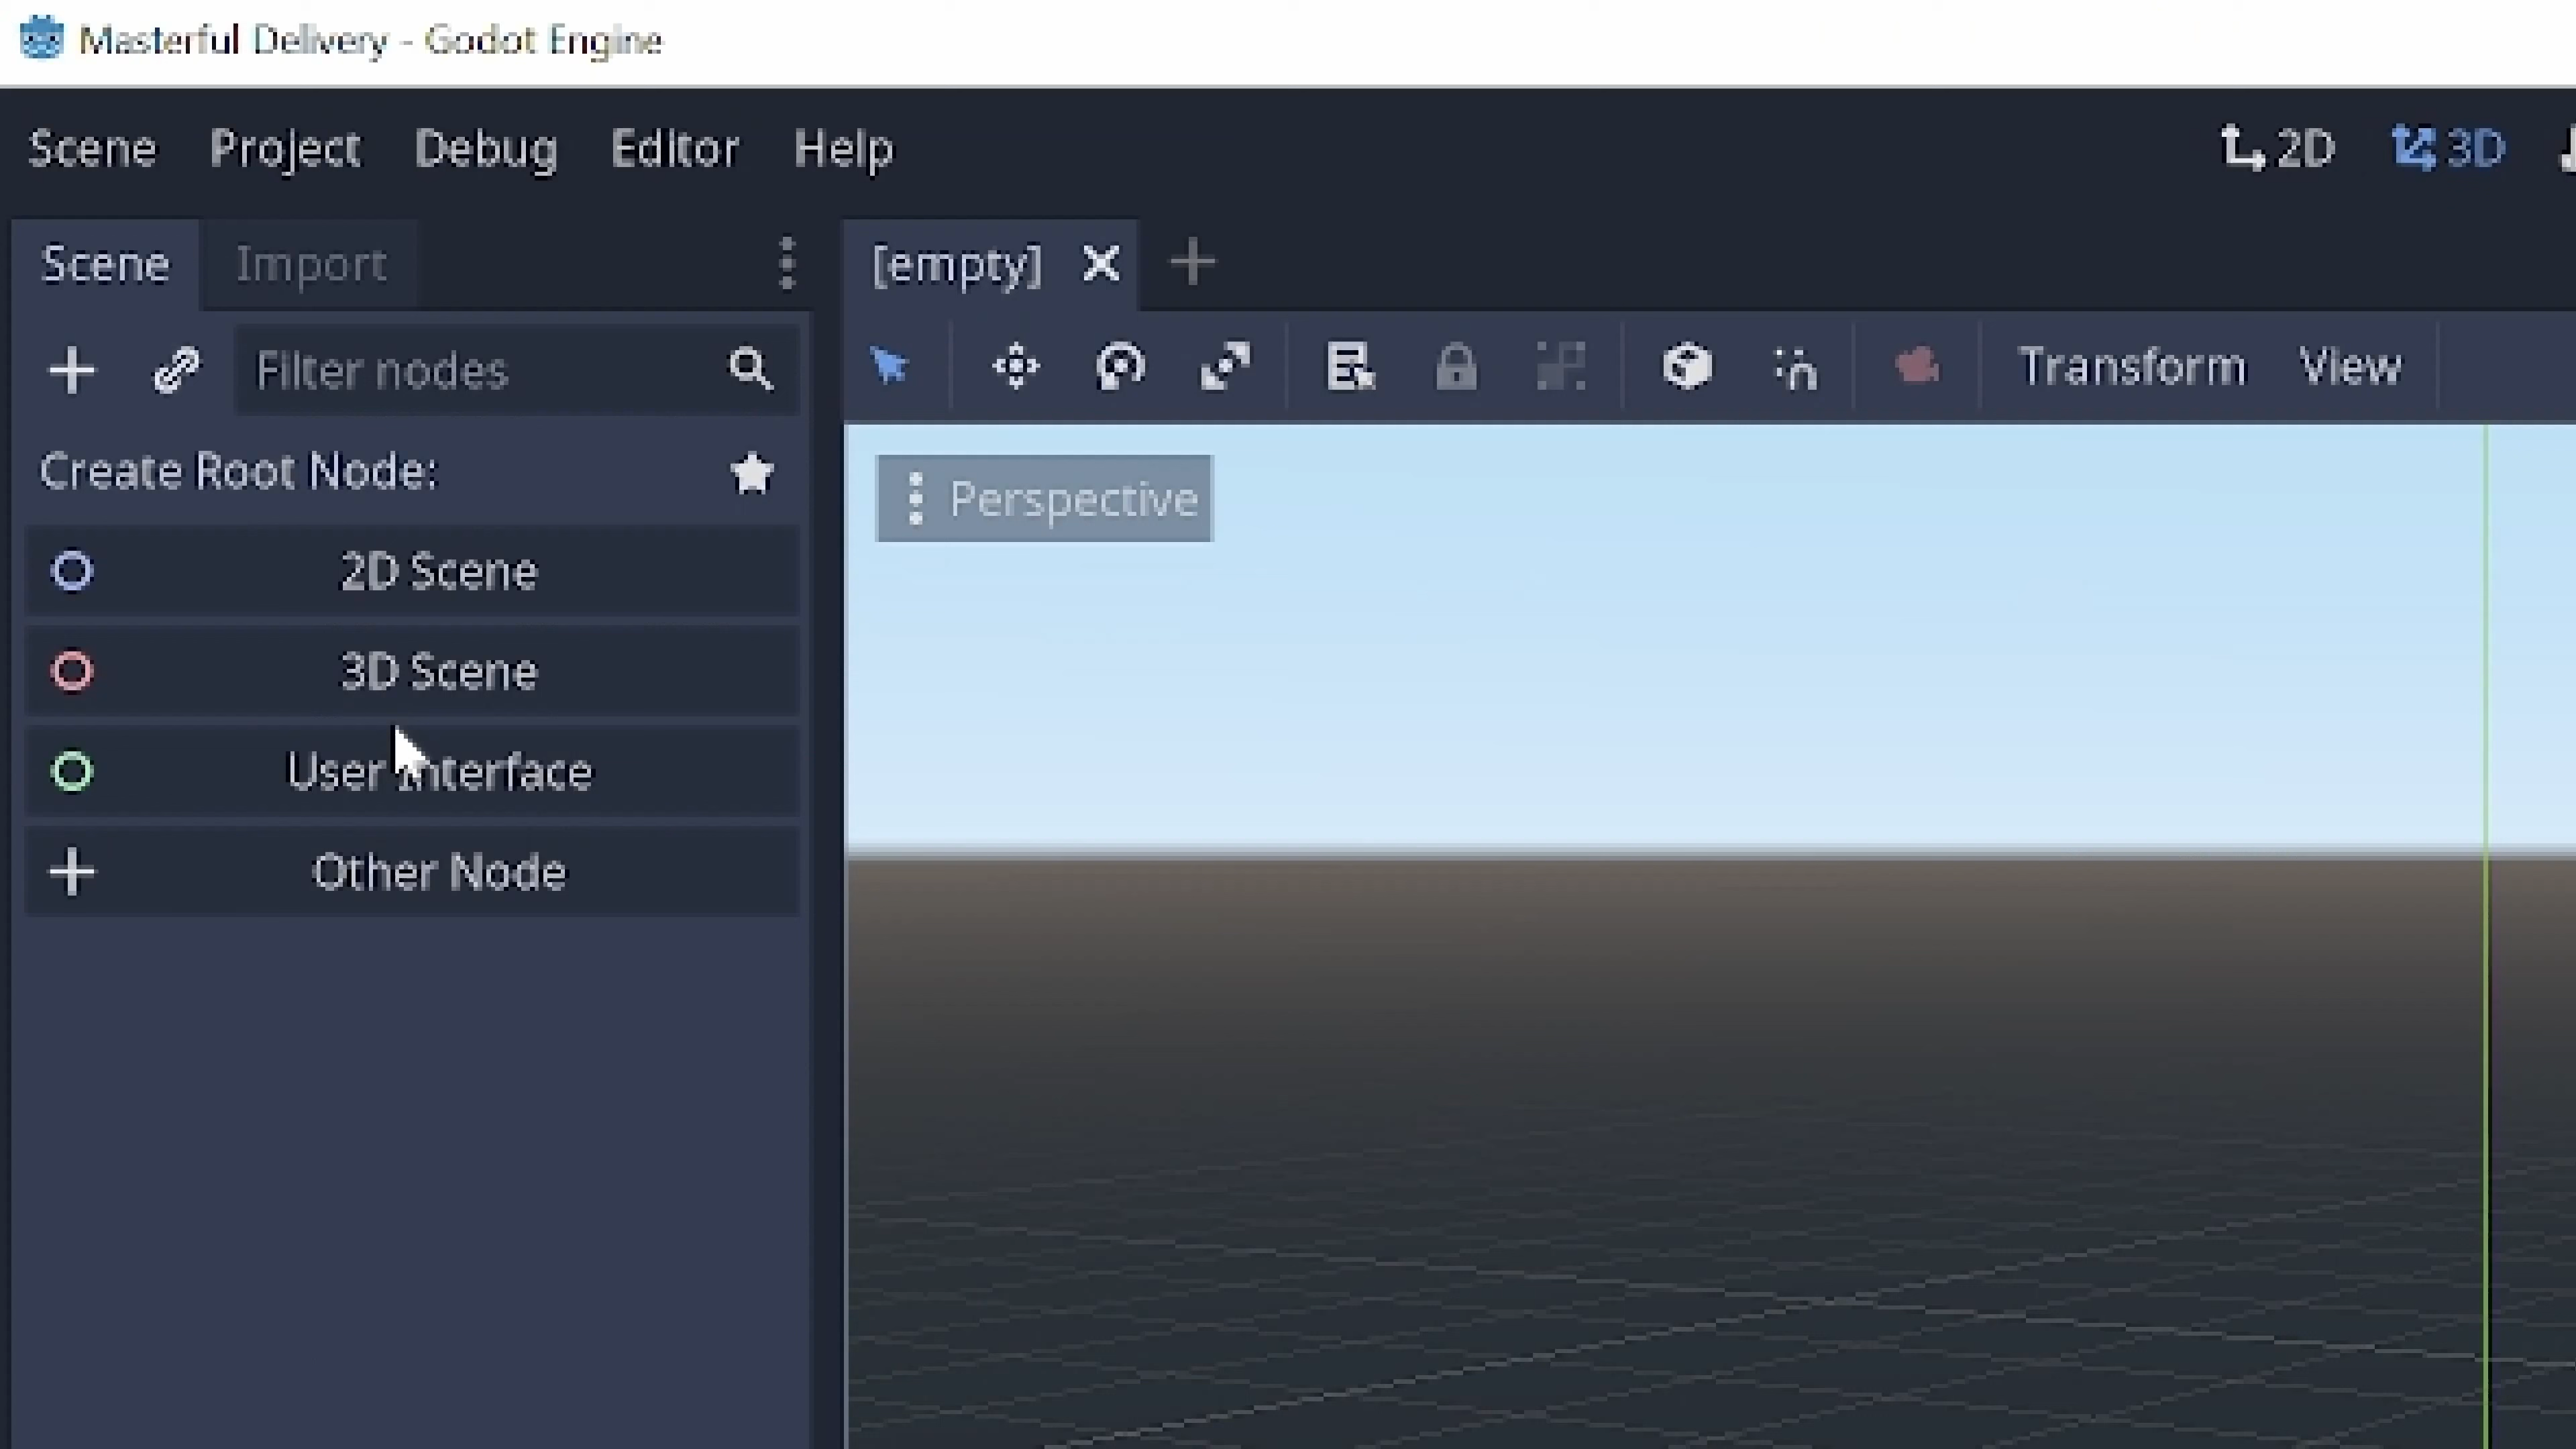 Masterful Delivery - Godot Engine
Scene Project Debug Editor Help 2D 3D
Scene Import [empty]
Filter nodes Transform View
Create Root Node:
Perspective
2D Scene
3D Scene
User Interface
Other Node